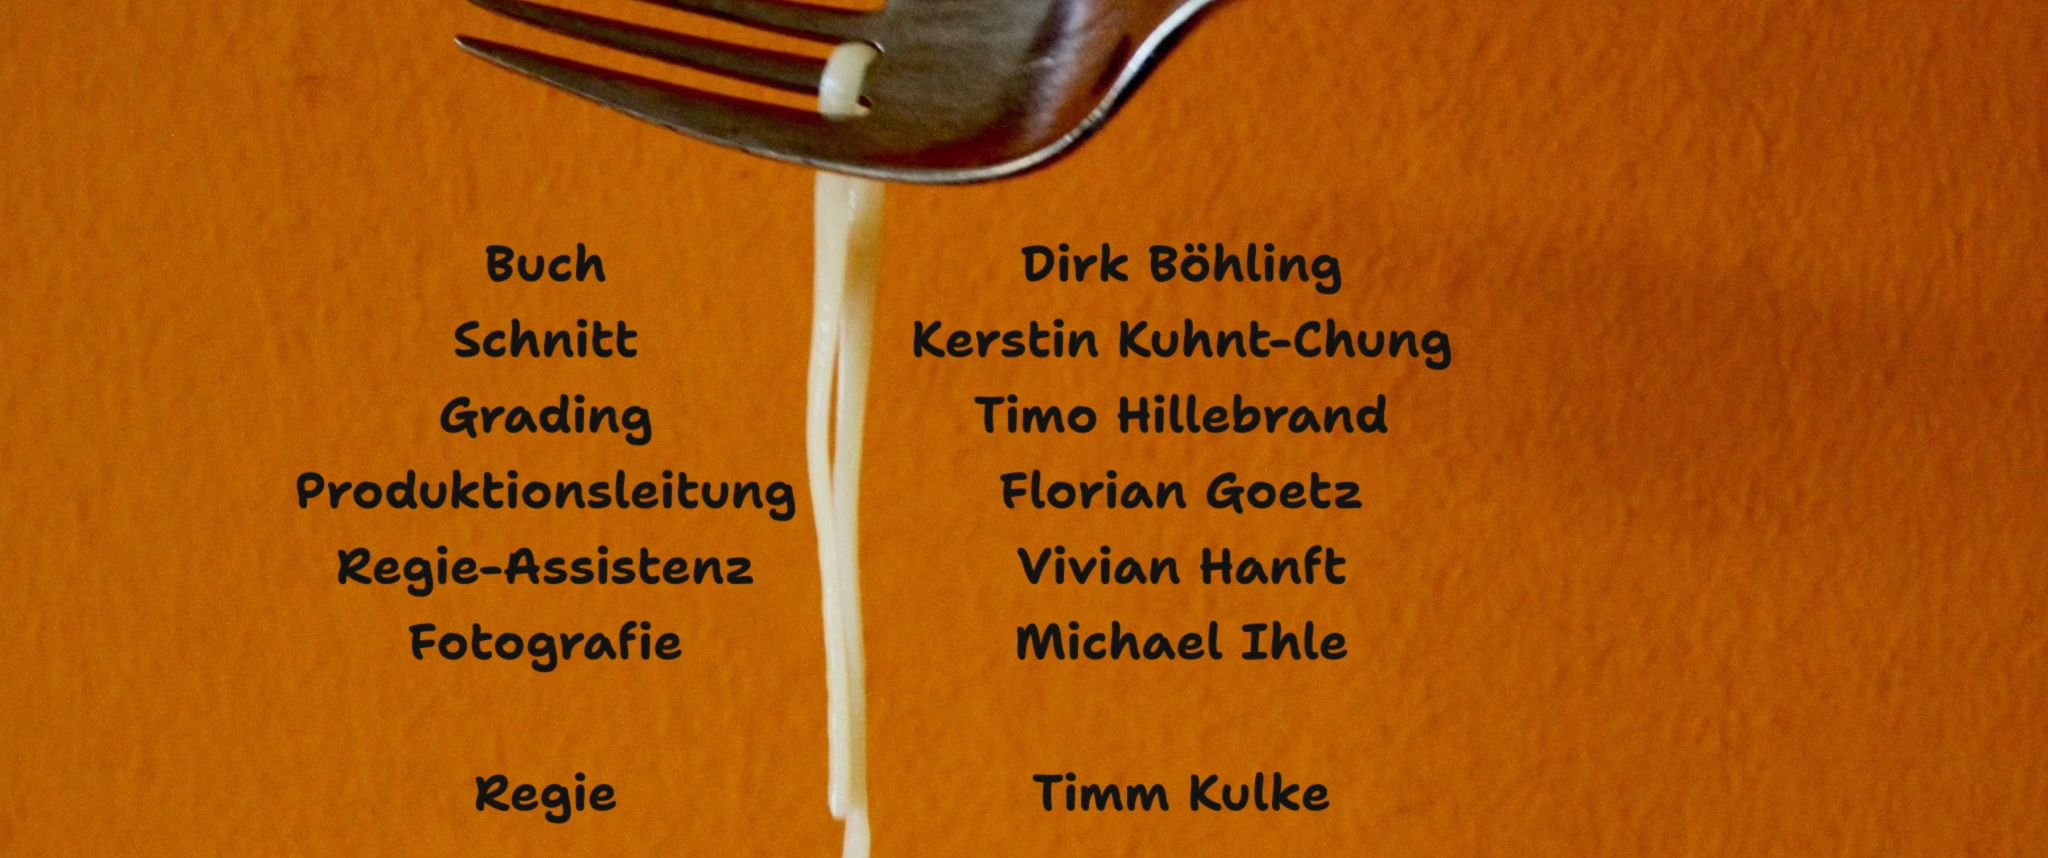 Buch Dirk Böhling
Schnitt Kerstin Kuhnt-Chung
Grading Timo Hillebrand
Produktionsleitung Florian Goetz
Regie-Assistenz Vivian Hanft
Fotografie Michael Ihle
Regie Timm Kulke